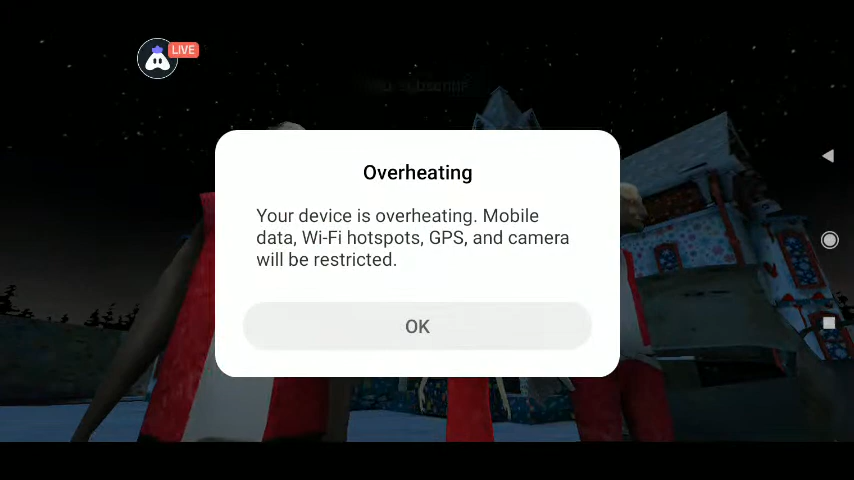 LIVE
Overheating
Your device is overheating. Mobile
data, Wi-Fi hotspots, GPS, and camera
will be restricted.
OK